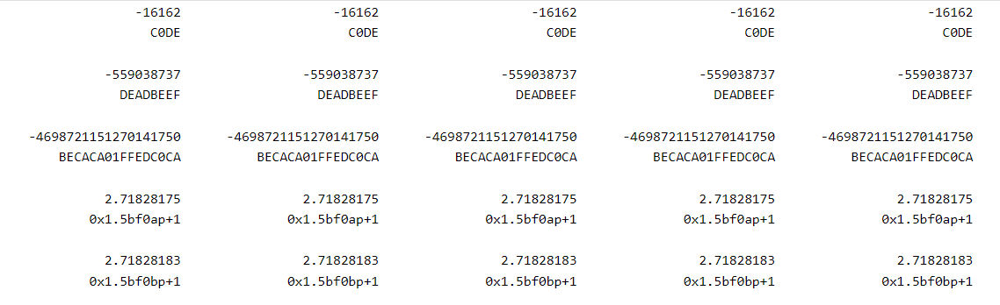 -16162 -16162 -16162 -16162 -16162
C0DE C0DE C0DE C0DE C0DE
-559038737 -559038737 -559038737 -559038737 -559038737
DEADBEEF DEADBEEF DEADBEEF DEADBEEF DEADBEEF
-4698721151270141750 -4698721151270141750 -4698721151270141750 -4698721151270141750 -4698721151270141750
BECACA01FFEDC0CA BECACA01FFEDC0CA BECACA01FFEDC0CA BECACA01FFEDC0CA BECACA01FFEDC0CA
2.71828175 2.71828175 2.71828175 2.71828175 2.71828175
0x1.5bf0ap+1 0x1.5bf0ap+1 0x1.5bf0ap+1 0x1.5bf0ap+1 0x1.5bf0ap+1
2.71828183 2.71828183 2.71828183 2.71828183 2.71828183
0x1.5bf0bp+1 0x1.5bf0bp+1 0x1.5bf0bp+1 0x1.5bf0bp+1 0x1.5bf0bp+1